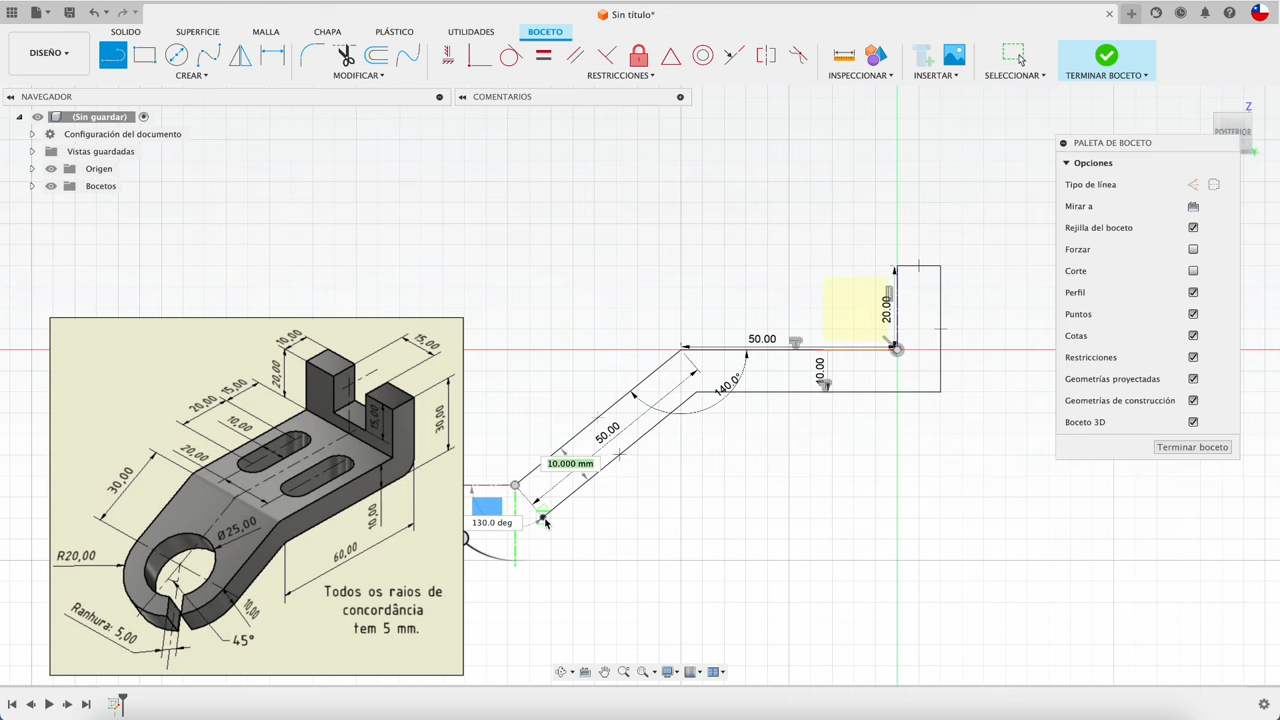 Sin título*
DISEÑO
SOLIDO
SUPERFICIE
MALLA
CHAPA
PLÁSTICO
UTILIDADES
BOCETO
CREAR
MODIFICAR
RESTRICCIONES
INSPECCIONAR
INSERTAR
SELECCIONAR
TERMINAR BOCETO
NAVEGADOR
COMENTARIOS
(Sin guardar)
Configuración del documento
Vistas guardadas
Origen
Bocetos
Z
POSTERIOR
PALETA DE BOCETO
Opciones
Tipo de línea
Mirar a
Rejilla del boceto
Forzar
Corte
Perfil
Puntos
Cotas
Restricciones
Geometrías proyectadas
Geometrías de construcción
Boceto 3D
Terminar boceto
20.00
50.00
140.0°
50.00
10.000 mm
130.0 deg
10,00
15,00
20,00
20,00
15,00
10,00
15,00
30,00
20,00
30,00
Ø25,00
10,00
60,00
R20,00
10,00
Ranhura: 5,00
45°
Todos os raios de
concordância
tem 5 mm.